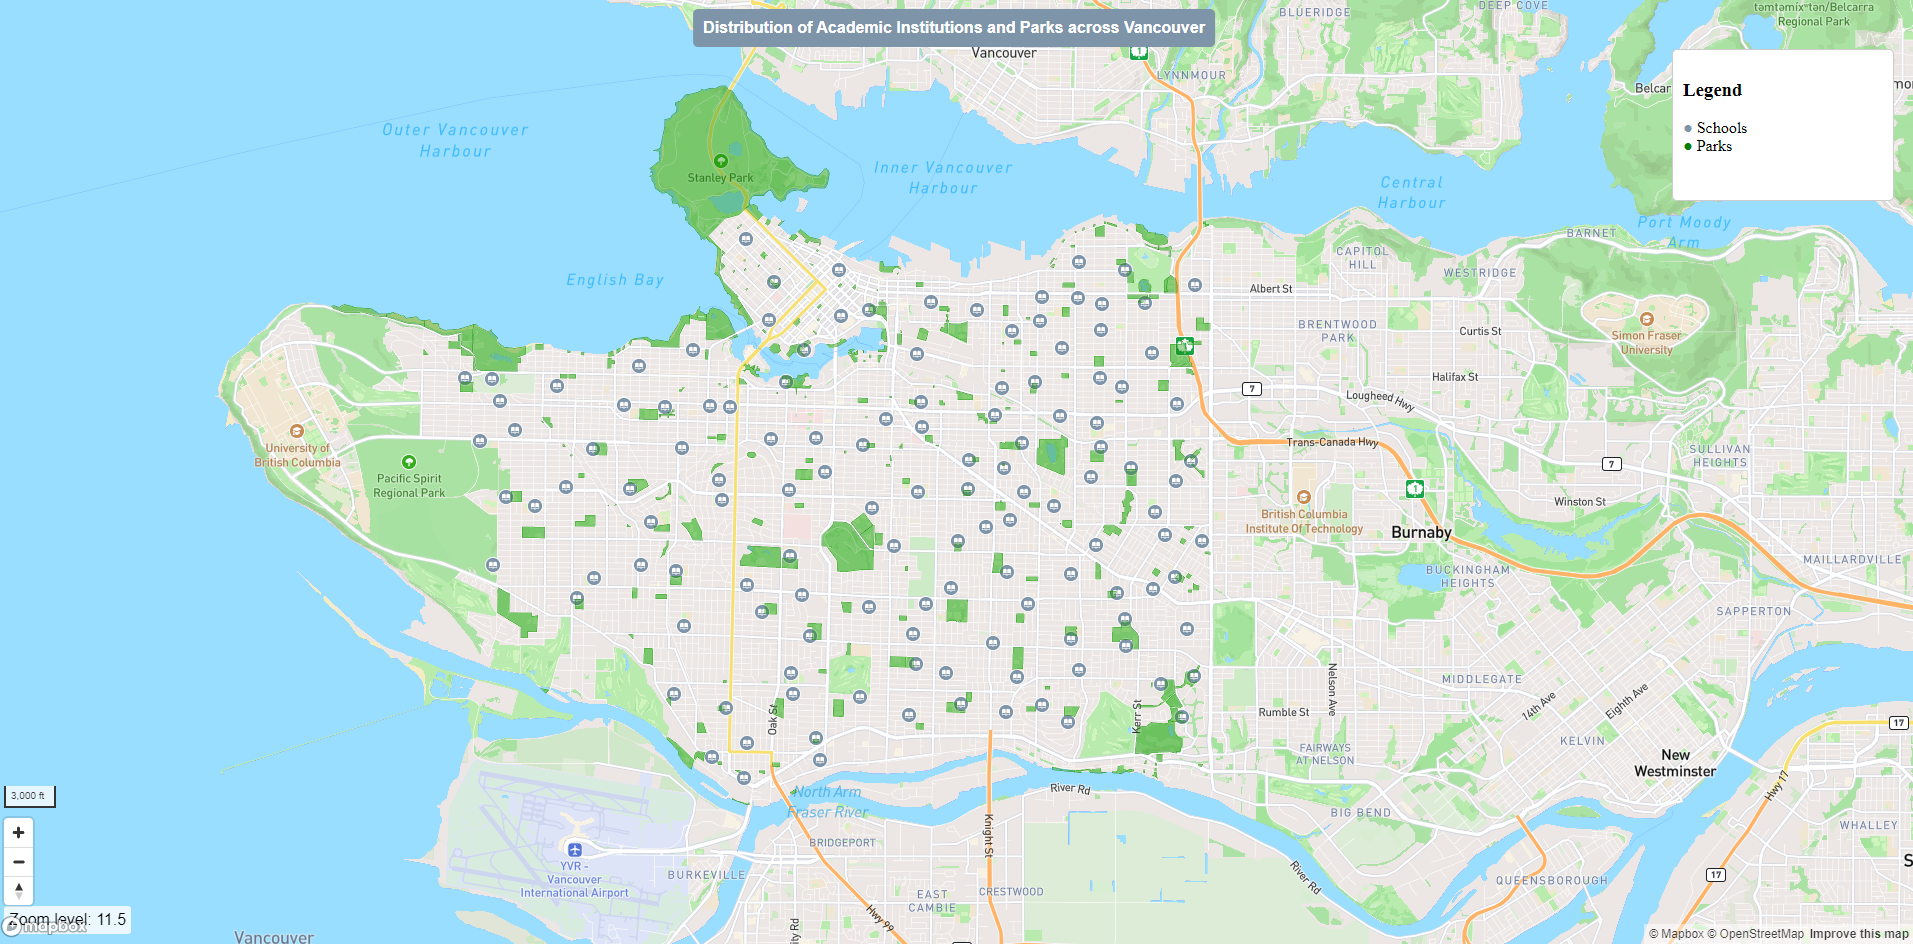 Distribution of Academic Institutions and Parks across Vancouver
BLUERIDGE
DEEP COVE
təmtəmíxʷtən/Belcarra
Regional Park
Vancouver
1
LYNNMOUR
Belcar
Legend
Schools
Parks
Outer Vancouver
Harbour
Inner Vancouver
Harbour
Stanley Park
Central
Harbour
Port Moody
Arm
BARNET
CAPITOL
HILL
WESTRIDGE
English Bay
Albert St
BRENTWOOD
PARK
Curtis St
Simon Fraser
University
1
Halifax St
7
Lougheed Hwy
University of
British Columbia
Trans-Canada Hwy
SULLIVAN
HEIGHTS
7
Pacific Spirit
Regional Park
1
Winston St
British Columbia
Institute Of Technology
Burnaby
MAILLARDVILLE
BUCKINGHAM
HEIGHTS
SAPPERTON
Nelson Ave
MIDDLEGATE
14th Ave
Eighth Ave
Oak St
Kerr St
Rumble St
17
KELVIN
FAIRWAYS
AT NELSON
New
Westminster
Hwy 17
3,000 ft
North Arm
Fraser River
River Rd
BIG BEND
WHALLEY
Knight St
BRIDGEPORT
YVR -
Vancouver
International Airport
BURKEVILLE
River Rd
17
QUEENSBOROUGH
EAST
CAMBIE
CRESTWOOD
Hwy 99
Zoom level: 11.5
mapbox
Vancouver
© Mapbox © OpenStreetMap Improve this map